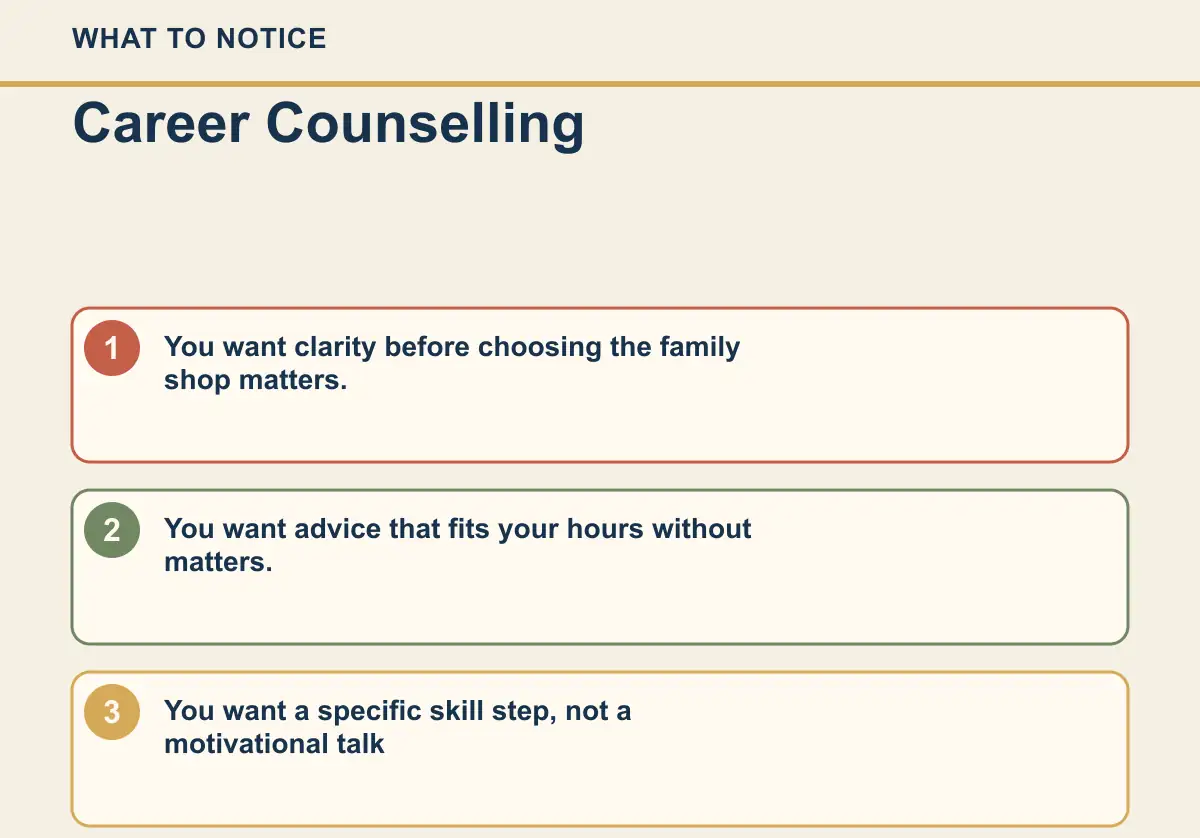 WHAT TO NOTICE
Career Counselling
1
You want clarity before choosing the family
shop matters.
2
You want advice that fits your hours without
matters.
3
You want a specific skill step, not a
motivational talk